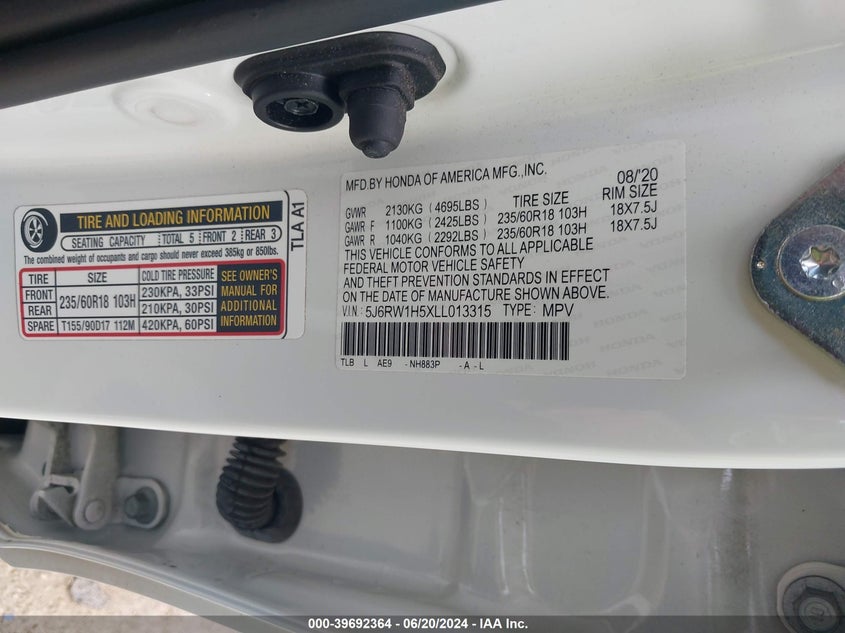 MFD.BY HONDA OF AMERICA MFG.,INC. 08/'20
GVWR 2130KG (4695LBS) TIRE SIZE RIM SIZE
GAWR F 1100KG (2425LBS) 235/60R18 103H 18X7.5J
GAWR R 1040KG (2292LBS) 235/60R18 103H 18X7.5J
THIS VEHICLE CONFORMS TO ALL APPLICABLE
FEDERAL MOTOR VEHICLE SAFETY
AND THEFT PREVENTION STANDARDS IN EFFECT
ON THE DATE OF MANUFACTURE SHOWN ABOVE.
V.I.N: 5J6RW1H5XLL013315 TYPE: MPV
TLB L AE9 - NH883P - A - L
TIRE AND LOADING INFORMATION
SEATING CAPACITY TOTAL 5 FRONT 2 REAR 3
The combined weight of occupants and cargo should never exceed 385kg or 850lbs.
TIRE SIZE COLD TIRE PRESSURE
FRONT 235/60R18 103H 230KPA, 33PSI
REAR 210KPA, 30PSI
SPARE T155/90D17 112M 420KPA, 60PSI
SEE OWNER'S
MANUAL FOR
ADDITIONAL
INFORMATION
TLA A1
HONDA
000-39692364 - 06/20/2024 - IAA Inc.